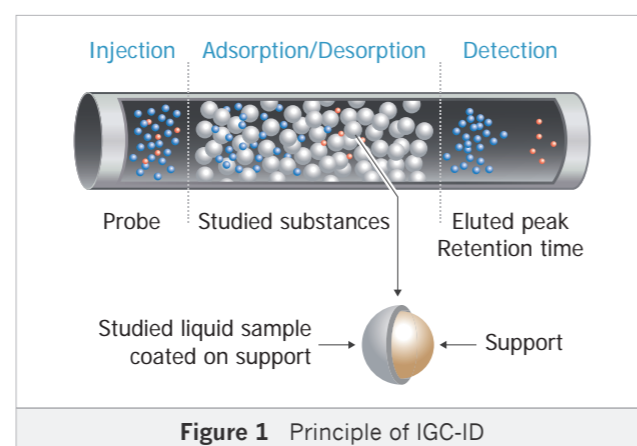 Injection Adsorption/Desorption Detection
Probe Studied substances Eluted peak
Retention time
Studied liquid sample
coated on support
Support
Figure 1 Principle of IGC-ID